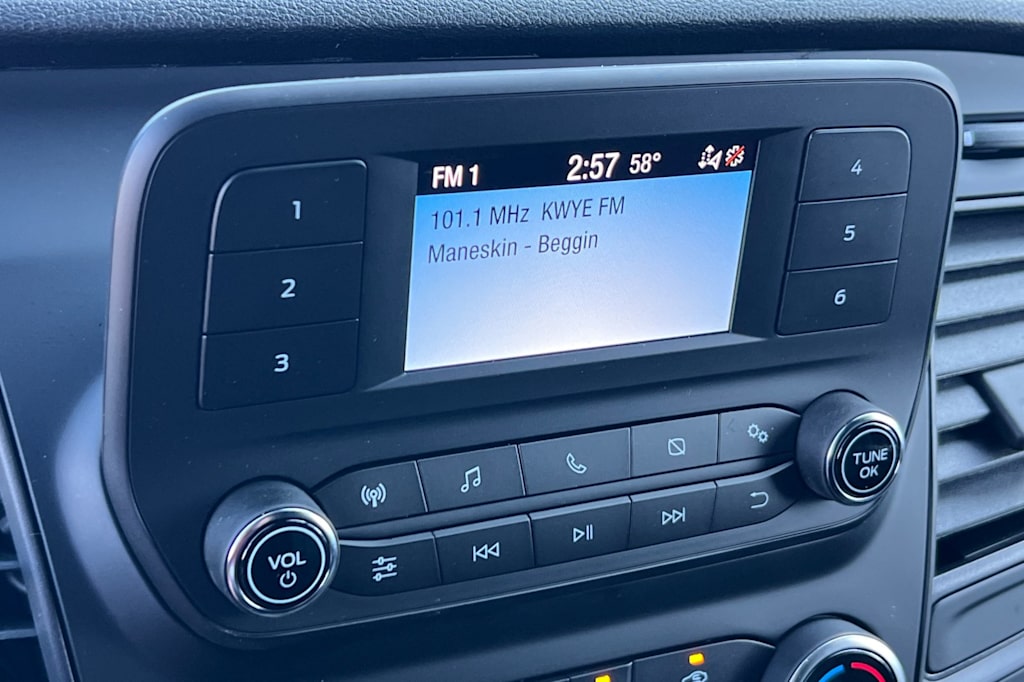 FM 1 2:57 58°
101.1 MHz KWYE FM
Maneskin - Beggin
1
2
3
4
5
6
VOL
TUNE
OK